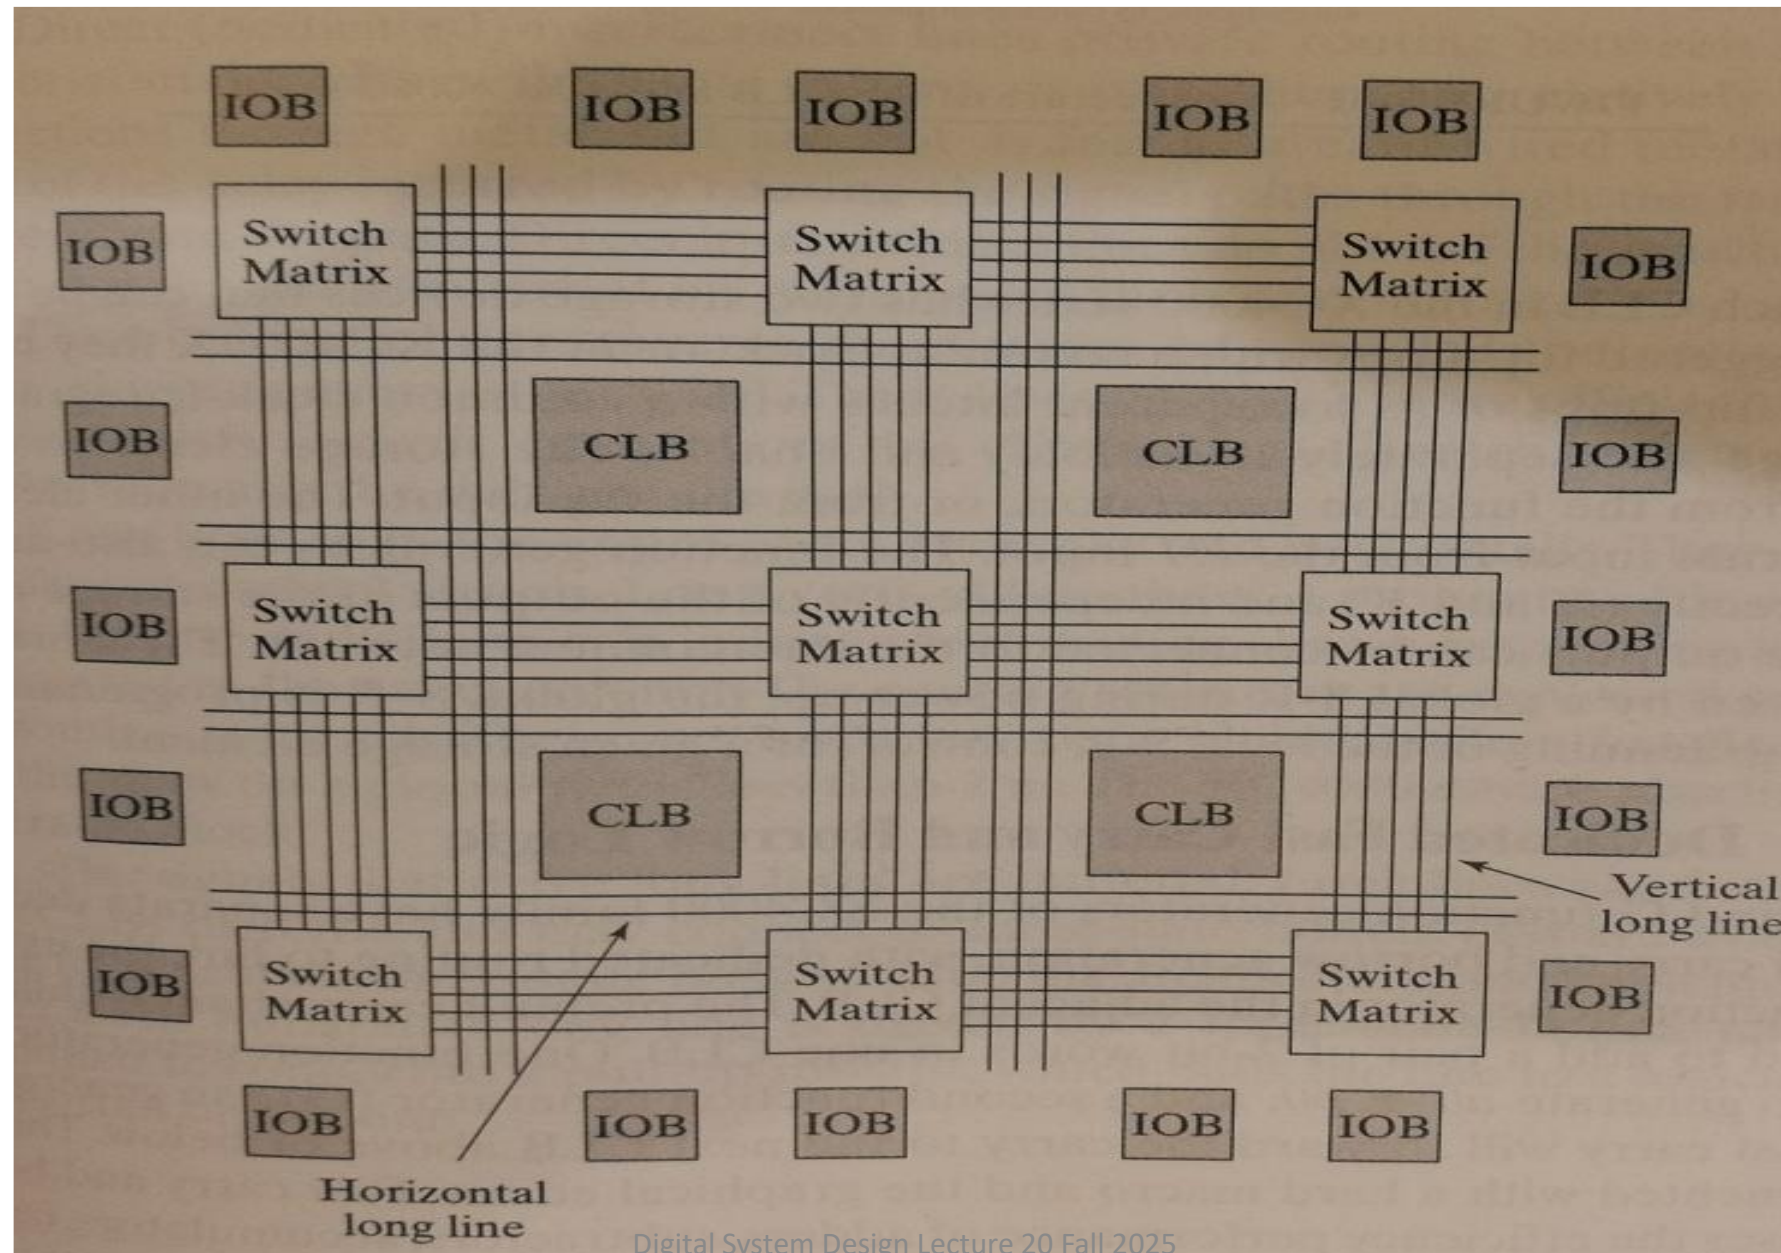 IOB IOB IOB IOB IOB
IOB
Switch
Matrix
Switch
Matrix
Switch
Matrix
IOB
IOB
CLB
CLB
IOB
IOB
Switch
Matrix
Switch
Matrix
Switch
Matrix
IOB
IOB
CLB
CLB
IOB
Vertical
long line
IOB
Switch
Matrix
Switch
Matrix
Switch
Matrix
IOB
IOB IOB IOB IOB IOB
Horizontal
long line
Digital System Design Lecture 20 Fall 2025